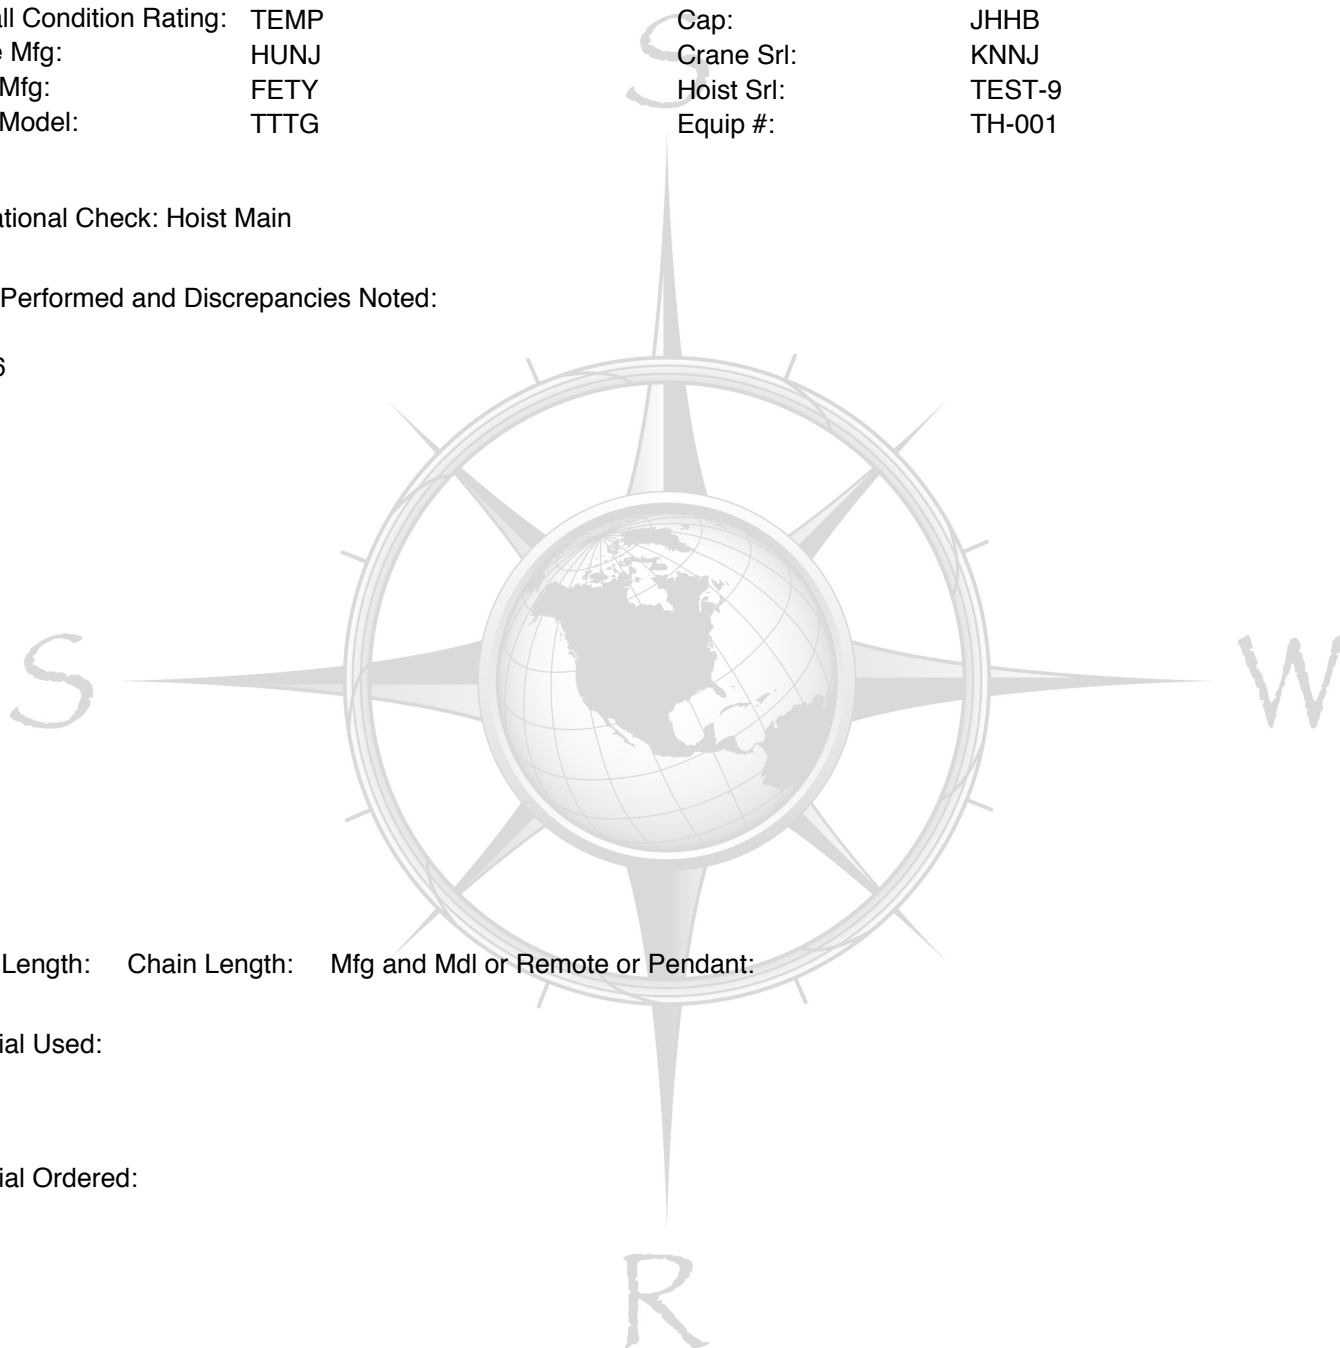 all Condition Rating: TEMP Cap: JHHB
e Mfg: HUNJ Crane Srl: KNNJ
Mfg: FETY Hoist Srl: TEST-9
Model: TTTG Equip #: TH-001
ational Check: Hoist Main
Performed and Discrepancies Noted:
6
Length: Chain Length: Mfg and Mdl or Remote or Pendant:
ial Used:
ial Ordered:
S
S
W
R